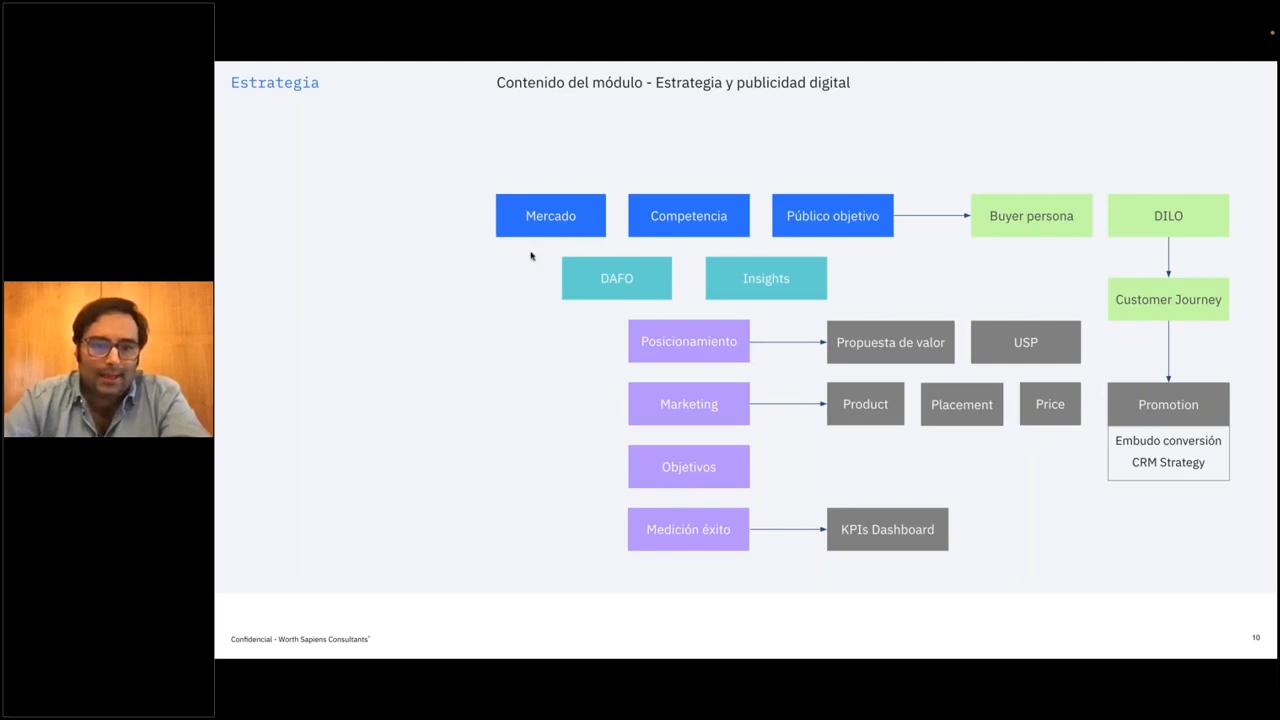 Estrategia
Contenido del módulo - Estrategia y publicidad digital
Mercado
Competencia
Público objetivo
Buyer persona
DILO
DAFO
Insights
Customer Journey
Posicionamiento
Propuesta de valor
USP
Marketing
Product
Placement
Price
Promotion
Embudo conversión
CRM Strategy
Objetivos
Medición éxito
KPIs Dashboard
Confidencial - Worth Sapiens Consultants*
10